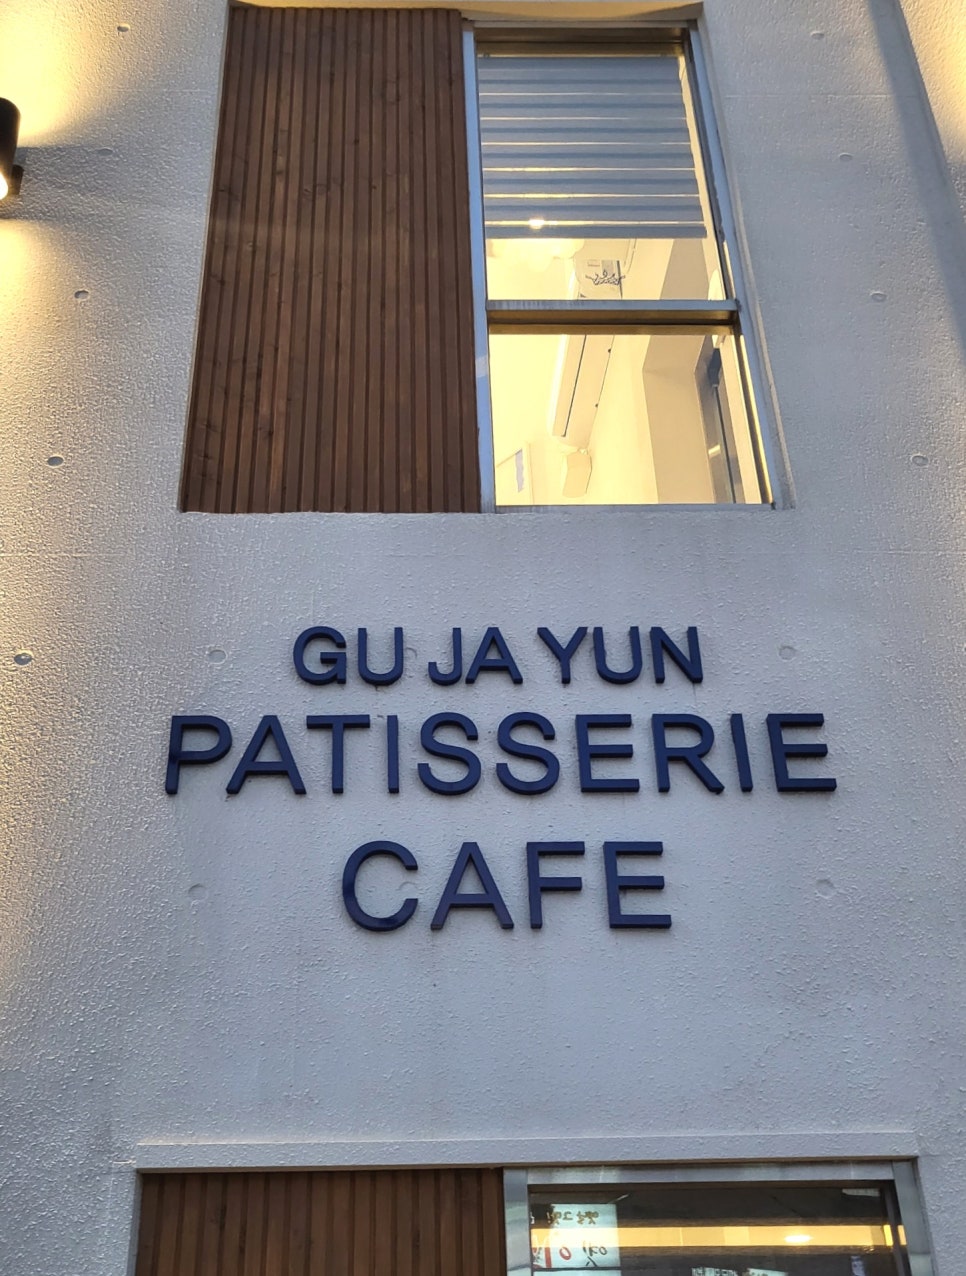 GU JA YUN
PATISSERIE
CAFE